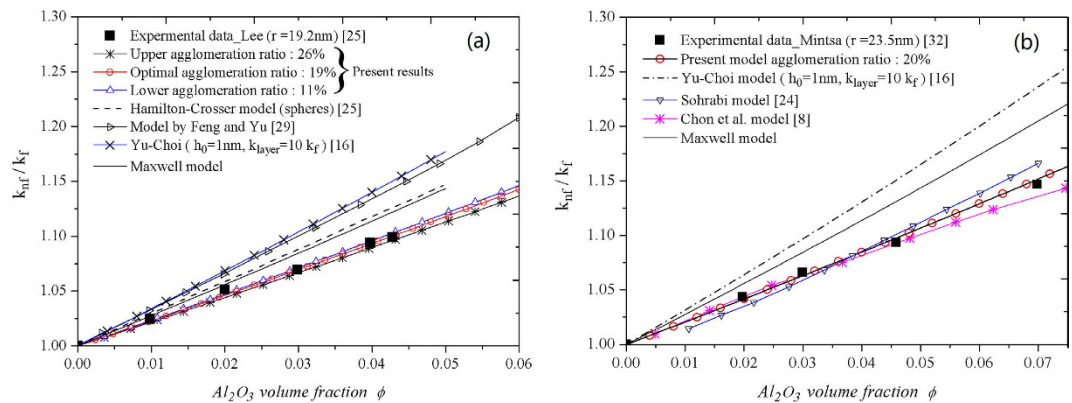 (a)
Experimental data_Lee (r =19.2nm) [25]
Upper agglomeration ratio : 26%
Optimal agglomeration ratio : 19%
Lower agglomeration ratio : 11%
Present results
Hamilton-Crosser model (spheres) [25]
Model by Feng and Yu [29]
Yu-Choi ( h₀=1nm, k_layer=10 k_f ) [16]
Maxwell model
k_nf / k_f
1.30
1.25
1.20
1.15
1.10
1.05
1.00
0.00 0.01 0.02 0.03 0.04 0.05 0.06
Al₂O₃ volume fraction ϕ
(b)
Experimental data_Mintsa (r =23.5nm) [32]
Present model agglomeration ratio : 20%
Yu-Choi model ( h₀=1nm, k_layer=10 k_f ) [16]
Sohrabi model [24]
Chon et al. model [8]
Maxwell model
k_nf / k_f
1.30
1.25
1.20
1.15
1.10
1.05
1.00
0.00 0.01 0.02 0.03 0.04 0.05 0.06 0.07
Al₂O₃ volume fraction ϕ